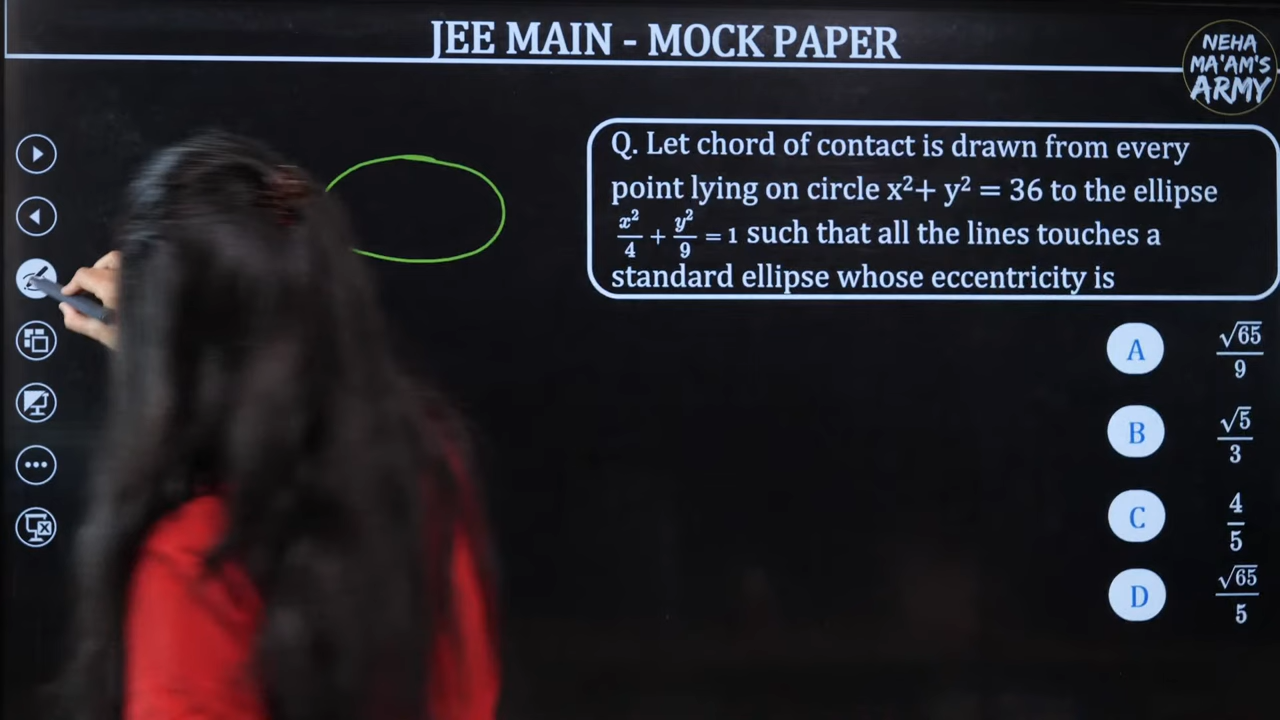 JEE MAIN - MOCK PAPER
NEHA
MA'AM'S
ARMY
Q. Let chord of contact is drawn from every
point lying on circle x²+ y² = 36 to the ellipse
x²/4 + y²/9 = 1 such that all the lines touches a
standard ellipse whose eccentricity is
A √65/9
B √5/3
C 4/5
D √65/5